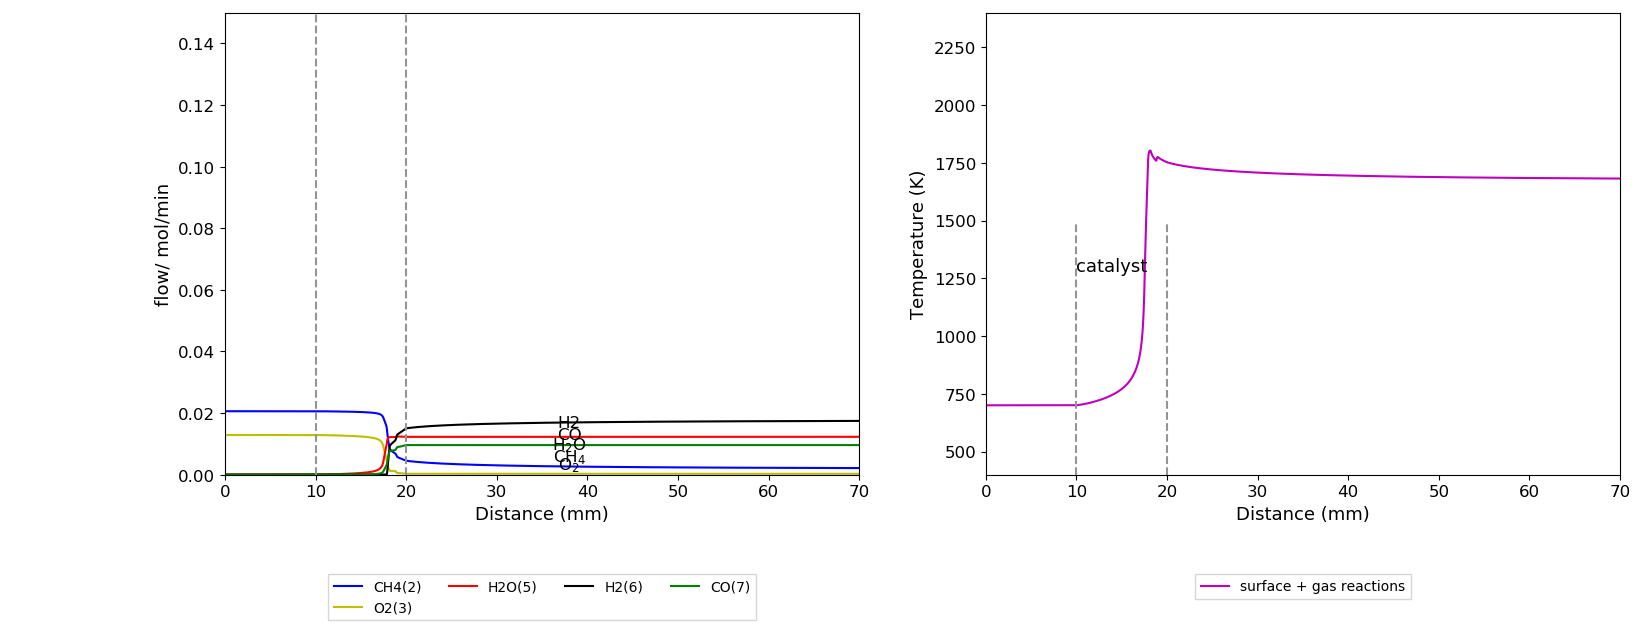 0.14
0.12
0.10
0.08
0.06
0.04
0.02
0.00
flow/ mol/min
H2
CO
H₂O
CH₄
O₂
0 10 20 30 40 50 60 70
Distance (mm)
CH4(2) H2O(5) H2(6) CO(7)
O2(3)
2250
2000
1750
1500
1250
1000
750
500
Temperature (K)
catalyst
0 10 20 30 40 50 60 70
Distance (mm)
surface + gas reactions